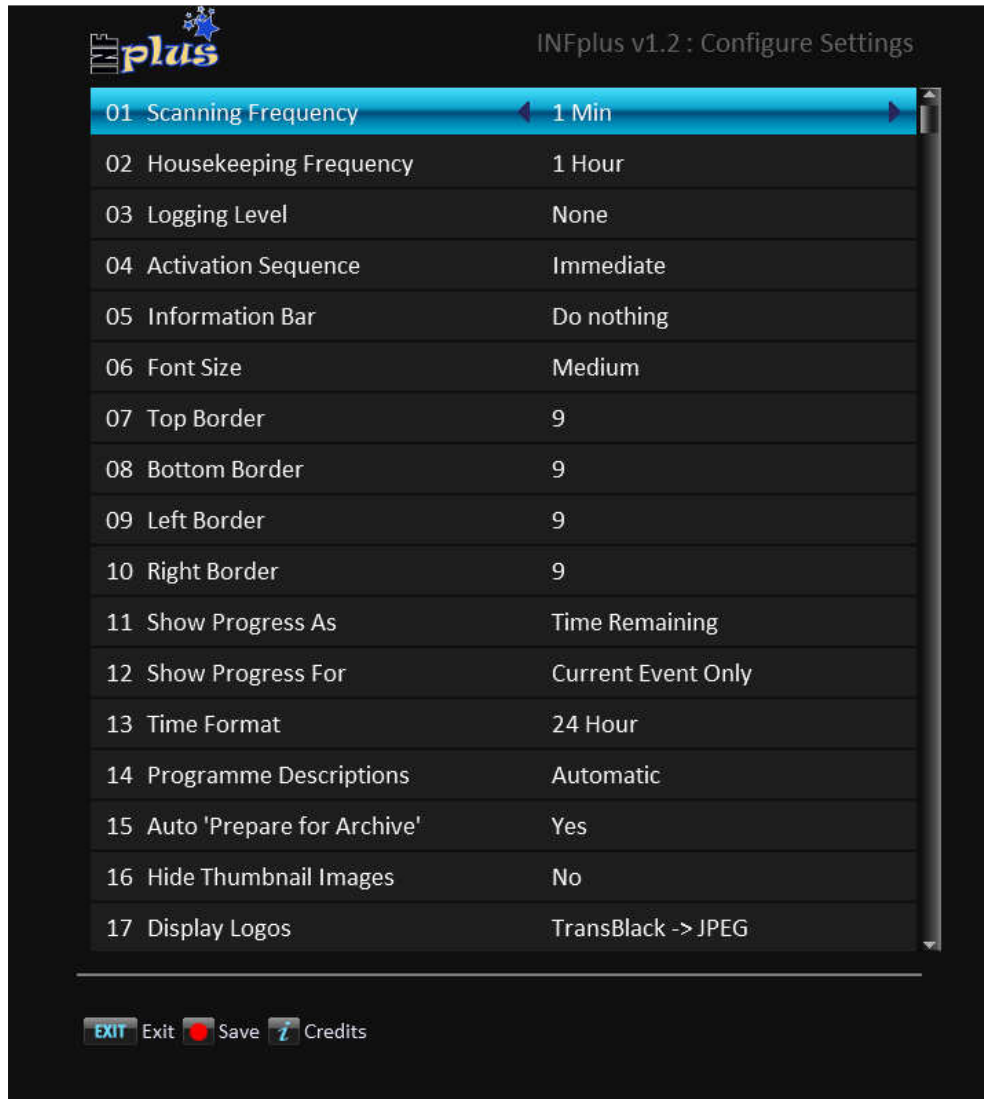 INF plus
INFplus v1.2 : Configure Settings
01 Scanning Frequency 1 Min
02 Housekeeping Frequency 1 Hour
03 Logging Level None
04 Activation Sequence Immediate
05 Information Bar Do nothing
06 Font Size Medium
07 Top Border 9
08 Bottom Border 9
09 Left Border 9
10 Right Border 9
11 Show Progress As Time Remaining
12 Show Progress For Current Event Only
13 Time Format 24 Hour
14 Programme Descriptions Automatic
15 Auto 'Prepare for Archive' Yes
16 Hide Thumbnail Images No
17 Display Logos TransBlack -> JPEG
EXIT Exit Save i Credits